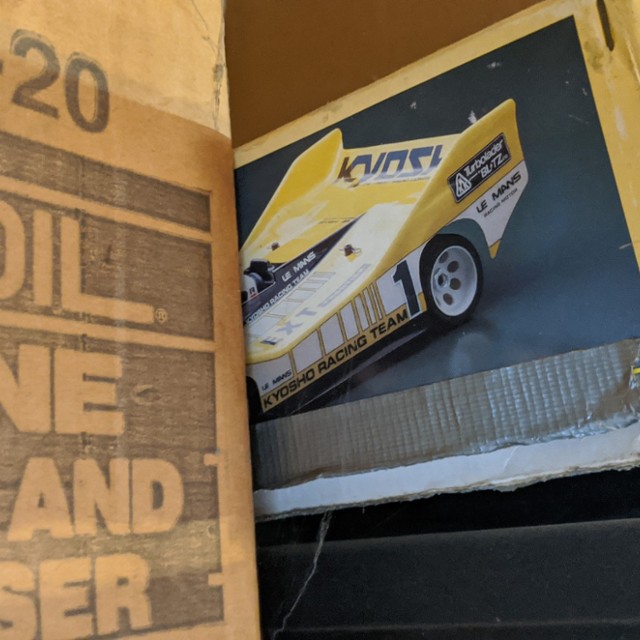 -20
OIL®
NE
AND
SER
KYOSH
Turbolader
BLITZ
LE MANS
LE MANS
KYOSHO RACING TEAM
1
LE MANS
KYOSHO RACING TEAM